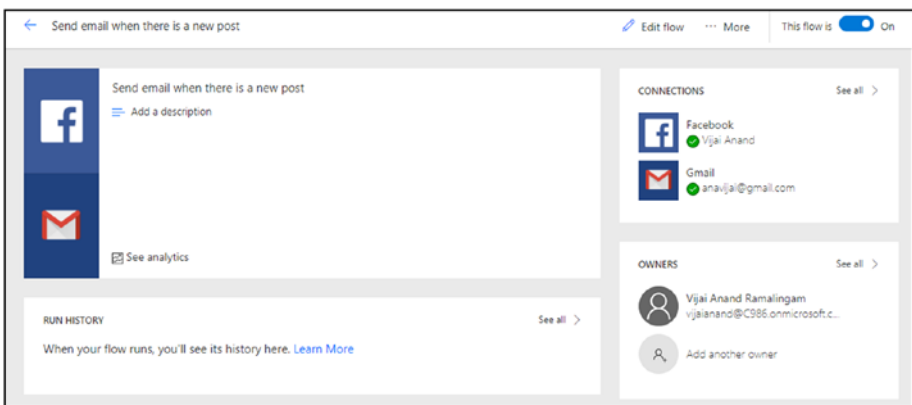 Send email when there is a new post
Edit flow
··· More
This flow is
On
Send email when there is a new post
Add a description
See analytics
RUN HISTORY
See all
When your flow runs, you'll see its history here. Learn More
CONNECTIONS
See all
Facebook
Vijai Anand
Gmail
anavijai@gmail.com
OWNERS
See all
Vijai Anand Ramalingam
vijaianand@C986.onmicrosoft.c...
Add another owner